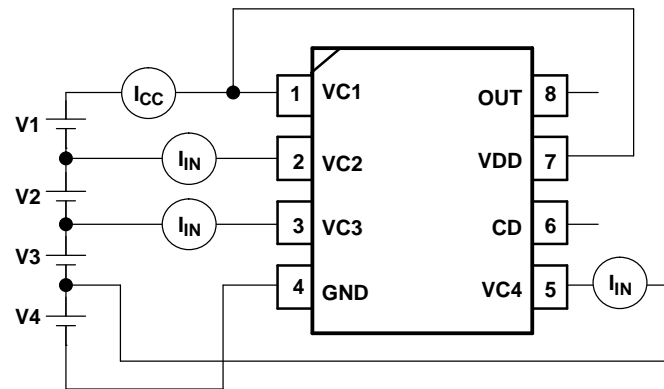 I_CC
1 VC1 OUT 8
V1
I_IN 2 VC2 VDD 7
V2
I_IN 3 VC3 CD 6
V3
4 GND VC4 5 I_IN
V4